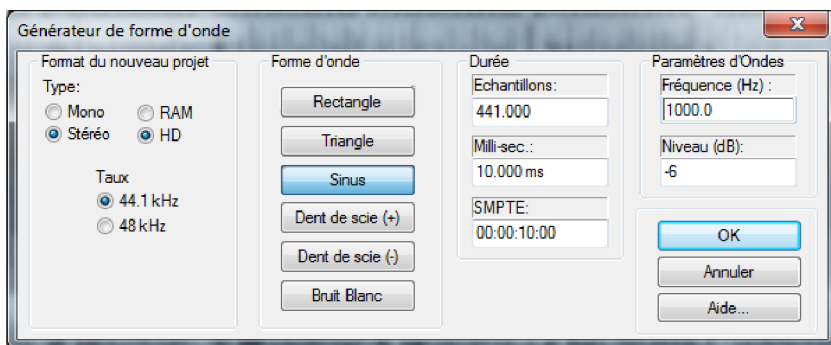 Générateur de forme d'onde
Format du nouveau projet
Type:
Mono
RAM
Stéréo
HD
Taux
44.1 kHz
48 kHz
Forme d'onde
Rectangle
Triangle
Sinus
Dent de scie (+)
Dent de scie (-)
Bruit Blanc
Durée
Echantillons:
441.000
Milli-sec.:
10.000 ms
SMPTE:
00:00:10:00
Paramètres d'Ondes
Fréquence (Hz) :
1000.0
Niveau (dB):
-6
OK
Annuler
Aide...